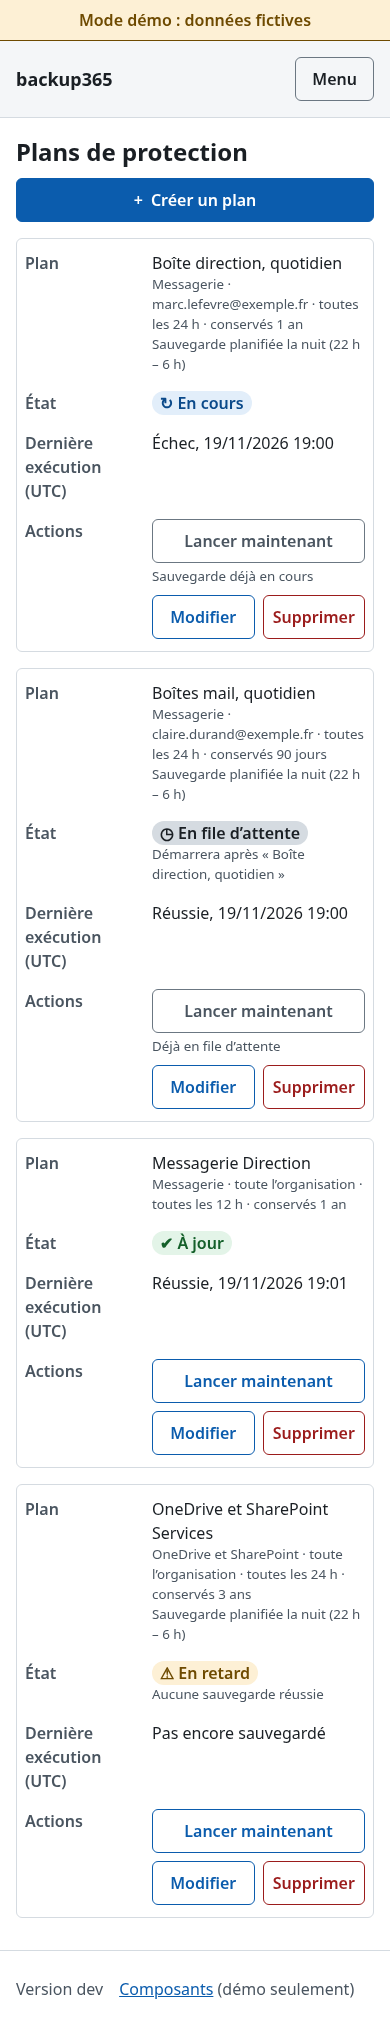 Mode démo : données fictives
backup365
Menu
Plans de protection
+ Créer un plan
Plan
Boîte direction, quotidien
Messagerie ·
marc.lefevre@exemple.fr · toutes
les 24 h · conservés 1 an
Sauvegarde planifiée la nuit (22 h
– 6 h)
État
↻ En cours
Dernière
exécution
(UTC)
Échec, 19/11/2026 19:00
Actions
Lancer maintenant
Sauvegarde déjà en cours
Modifier
Supprimer
Plan
Boîtes mail, quotidien
Messagerie ·
claire.durand@exemple.fr · toutes
les 24 h · conservés 90 jours
Sauvegarde planifiée la nuit (22 h
– 6 h)
État
◷ En file d’attente
Démarrera après « Boîte
direction, quotidien »
Dernière
exécution
(UTC)
Réussie, 19/11/2026 19:00
Actions
Lancer maintenant
Déjà en file d’attente
Modifier
Supprimer
Plan
Messagerie Direction
Messagerie · toute l’organisation ·
toutes les 12 h · conservés 1 an
État
✔ À jour
Dernière
exécution
(UTC)
Réussie, 19/11/2026 19:01
Actions
Lancer maintenant
Modifier
Supprimer
Plan
OneDrive et SharePoint
Services
OneDrive et SharePoint · toute
l’organisation · toutes les 24 h ·
conservés 3 ans
Sauvegarde planifiée la nuit (22 h
– 6 h)
État
⚠ En retard
Aucune sauvegarde réussie
Dernière
exécution
(UTC)
Pas encore sauvegardé
Actions
Lancer maintenant
Modifier
Supprimer
Version dev
Composants (démo seulement)